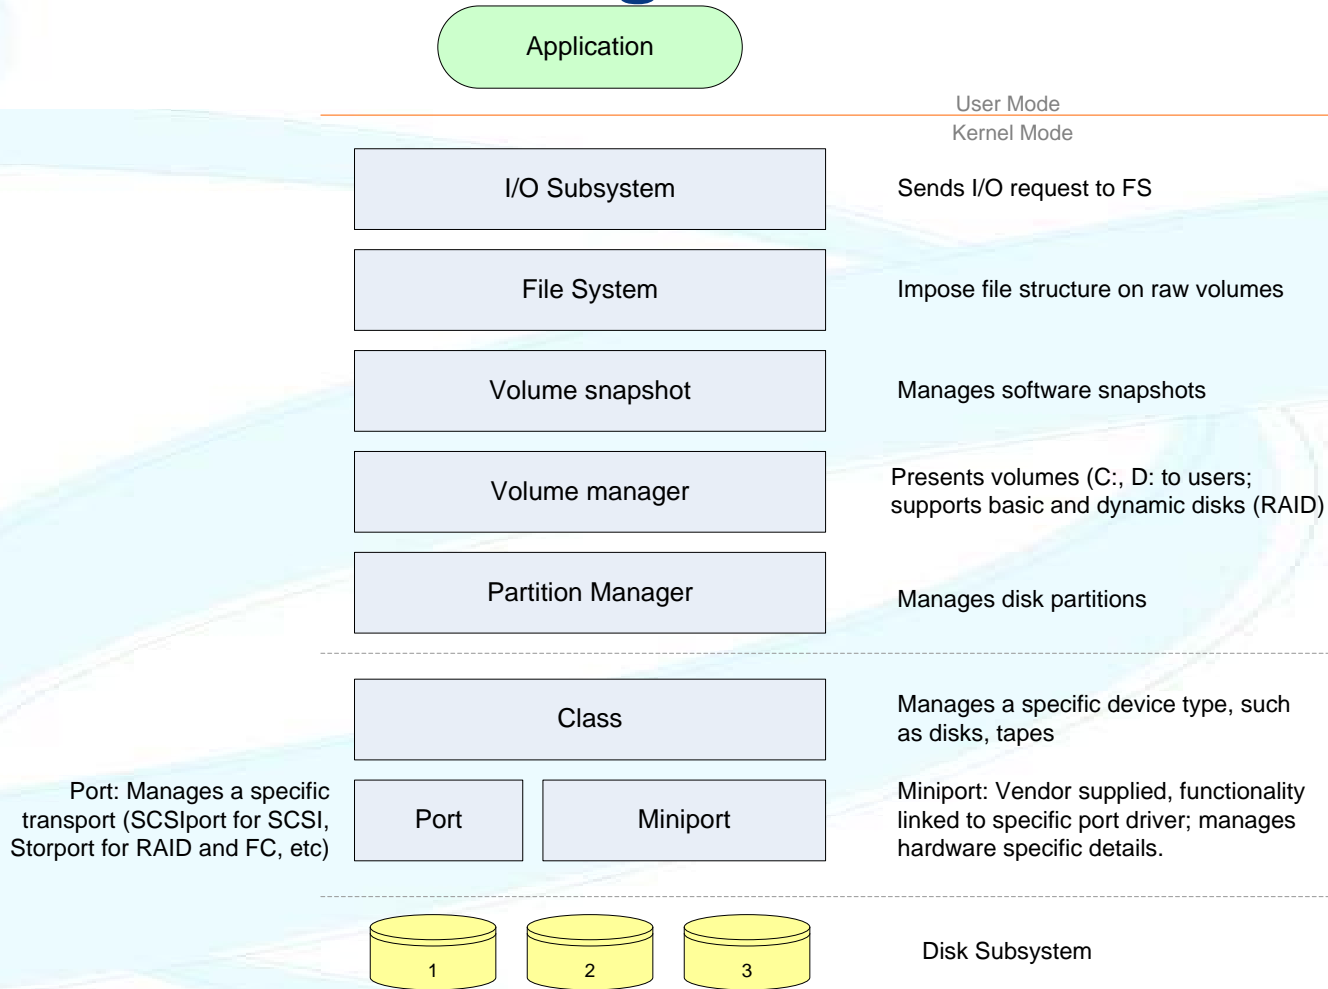 Application
User Mode
Kernel Mode
I/O Subsystem
Sends I/O request to FS
File System
Impose file structure on raw volumes
Volume snapshot
Manages software snapshots
Volume manager
Presents volumes (C:, D: to users;
supports basic and dynamic disks (RAID)
Partition Manager
Manages disk partitions
Class
Manages a specific device type, such
as disks, tapes
Port: Manages a specific
transport (SCSIport for SCSI,
Storport for RAID and FC, etc)
Port
Miniport
Miniport: Vendor supplied, functionality
linked to specific port driver; manages
hardware specific details.
1
2
3
Disk Subsystem